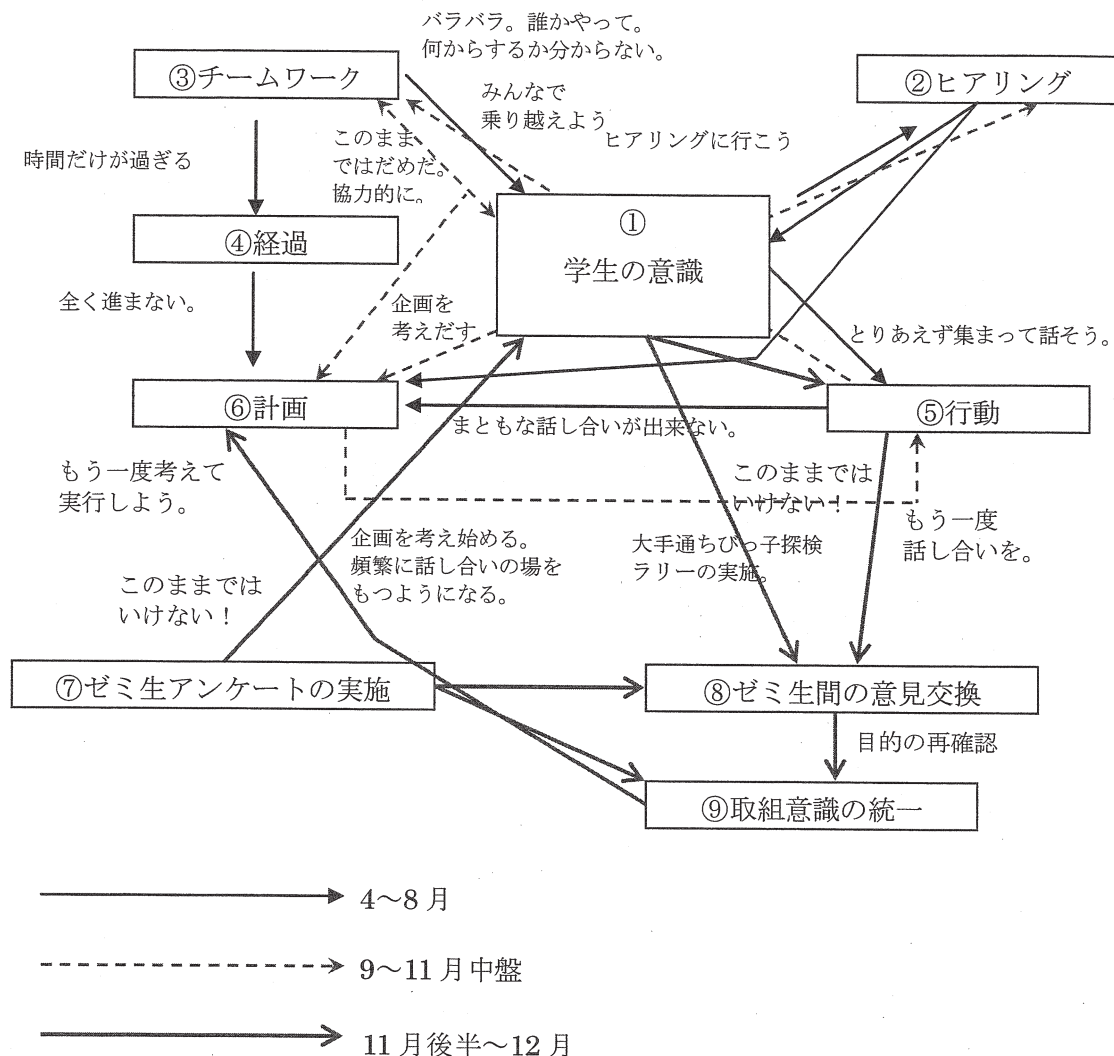 バラバラ。誰かやって。
何からするか分からない。
③チームワーク
②ヒアリング
みんなで
乗り越えよう
ヒアリングに行こう
このまま
ではだめだ。
協力的に。
時間だけが過ぎる
①
学生の意識
④経過
全く進まない。
企画を
考えだす
とりあえず集まって話そう。
⑥計画
⑤行動
まともな話し合いが出来ない。
もう一度考えて
実行しよう。
このままでは
いけない！
もう一度
話し合いを。
企画を考え始める。
頻繁に話し合いの場を
もつようになる。
大手通ちびっ子探検
ラリーの実施。
このままでは
いけない！
⑦ゼミ生アンケートの実施
⑧ゼミ生間の意見交換
目的の再確認
⑨取組意識の統一
4～8 月
9～11 月中盤
11 月後半～12 月